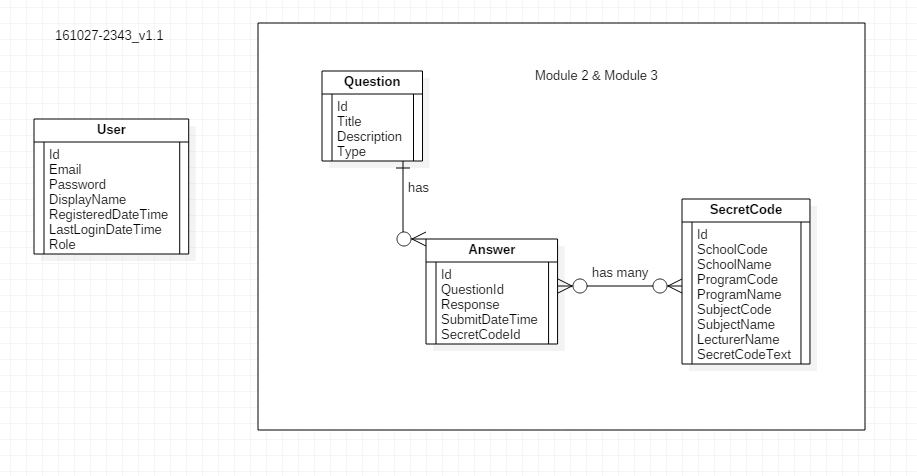 161027-2343_v1.1
Module 2 & Module 3
Question
Id
Title
Description
Type
User
Id
Email
Password
DisplayName
RegisteredDateTime
LastLoginDateTime
Role
has
Answer
Id
QuestionId
Response
SubmitDateTime
SecretCodeId
has many
SecretCode
Id
SchoolCode
SchoolName
ProgramCode
ProgramName
SubjectCode
SubjectName
LecturerName
SecretCodeText